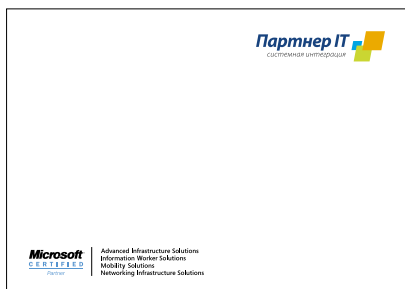 Партнер IT
системная интеграция
Microsoft
CERTIFIED
Partner
Advanced Infrastructure Solutions
Information Worker Solutions
Mobility Solutions
Networking Infrastructure Solutions